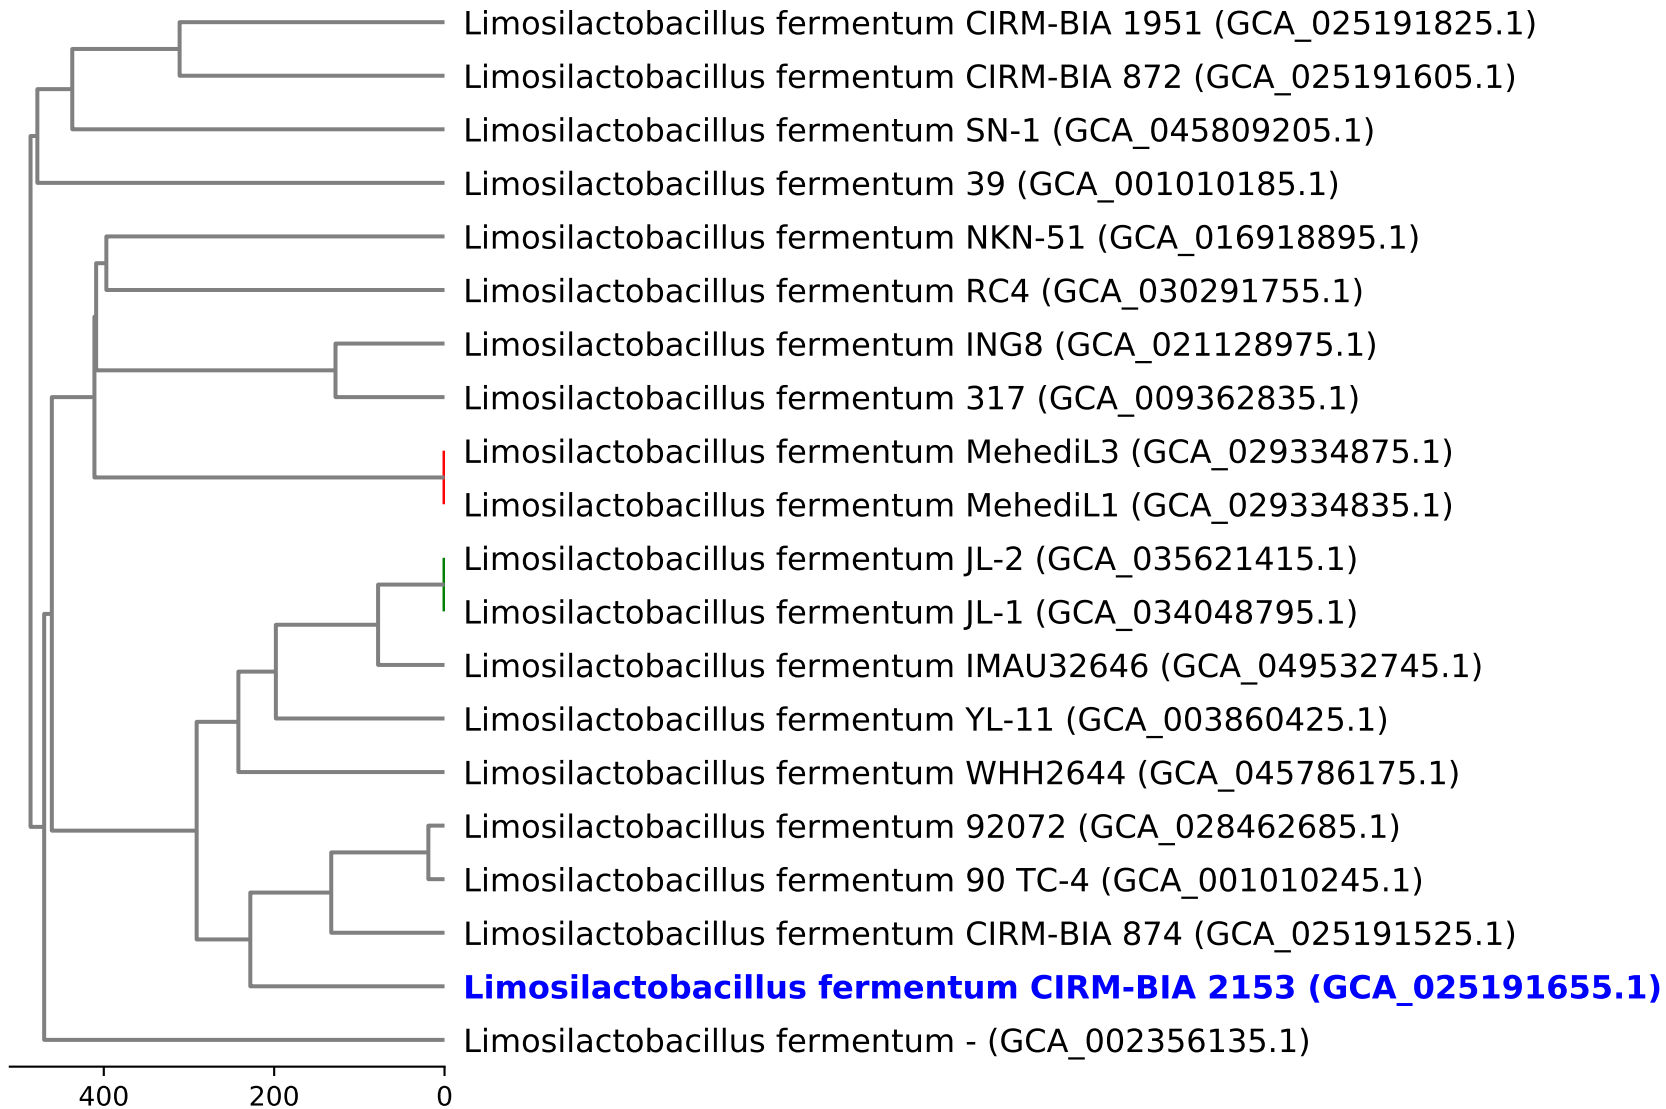 Limosilactobacillus fermentum CIRM-BIA 1951 (GCA_025191825.1)
Limosilactobacillus fermentum CIRM-BIA 872 (GCA_025191605.1)
Limosilactobacillus fermentum SN-1 (GCA_045809205.1)
Limosilactobacillus fermentum 39 (GCA_001010185.1)
Limosilactobacillus fermentum NKN-51 (GCA_016918895.1)
Limosilactobacillus fermentum RC4 (GCA_030291755.1)
Limosilactobacillus fermentum ING8 (GCA_021128975.1)
Limosilactobacillus fermentum 317 (GCA_009362835.1)
Limosilactobacillus fermentum MehediL3 (GCA_029334875.1)
Limosilactobacillus fermentum MehediL1 (GCA_029334835.1)
Limosilactobacillus fermentum JL-2 (GCA_035621415.1)
Limosilactobacillus fermentum JL-1 (GCA_034048795.1)
Limosilactobacillus fermentum IMAU32646 (GCA_049532745.1)
Limosilactobacillus fermentum YL-11 (GCA_003860425.1)
Limosilactobacillus fermentum WHH2644 (GCA_045786175.1)
Limosilactobacillus fermentum 92072 (GCA_028462685.1)
Limosilactobacillus fermentum 90 TC-4 (GCA_001010245.1)
Limosilactobacillus fermentum CIRM-BIA 874 (GCA_025191525.1)
Limosilactobacillus fermentum CIRM-BIA 2153 (GCA_025191655.1)
Limosilactobacillus fermentum - (GCA_002356135.1)
400 200 0